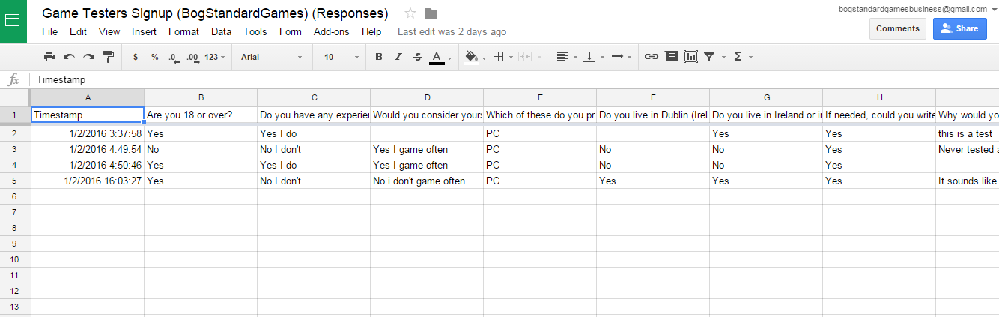 Game Testers Signup (BogStandardGames) (Responses)
bogstandardgamesbusiness@gmail.com
File Edit View Insert Format Data Tools Form Add-ons Help Last edit was 2 days ago
Comments Share
$ % .0 .00 123 Arial 10 B I S A Σ
fx Timestamp
A B C D E F G H
1 Timestamp Are you 18 or over? Do you have any experien Would you consider yours Which of these do you pr Do you live in Dublin (Irel Do you live in Ireland or in If needed, could you write Why would yo
2 1/2/2016 3:37:58 Yes Yes I do PC Yes Yes this is a test
3 1/2/2016 4:49:54 No No I don't Yes I game often PC No No Yes Never tested a
4 1/2/2016 4:50:46 Yes Yes I do Yes I game often PC No No Yes
5 1/2/2016 16:03:27 Yes No I don't No i don't game often PC Yes Yes Yes It sounds like
6
7
8
9
10
11
12
13